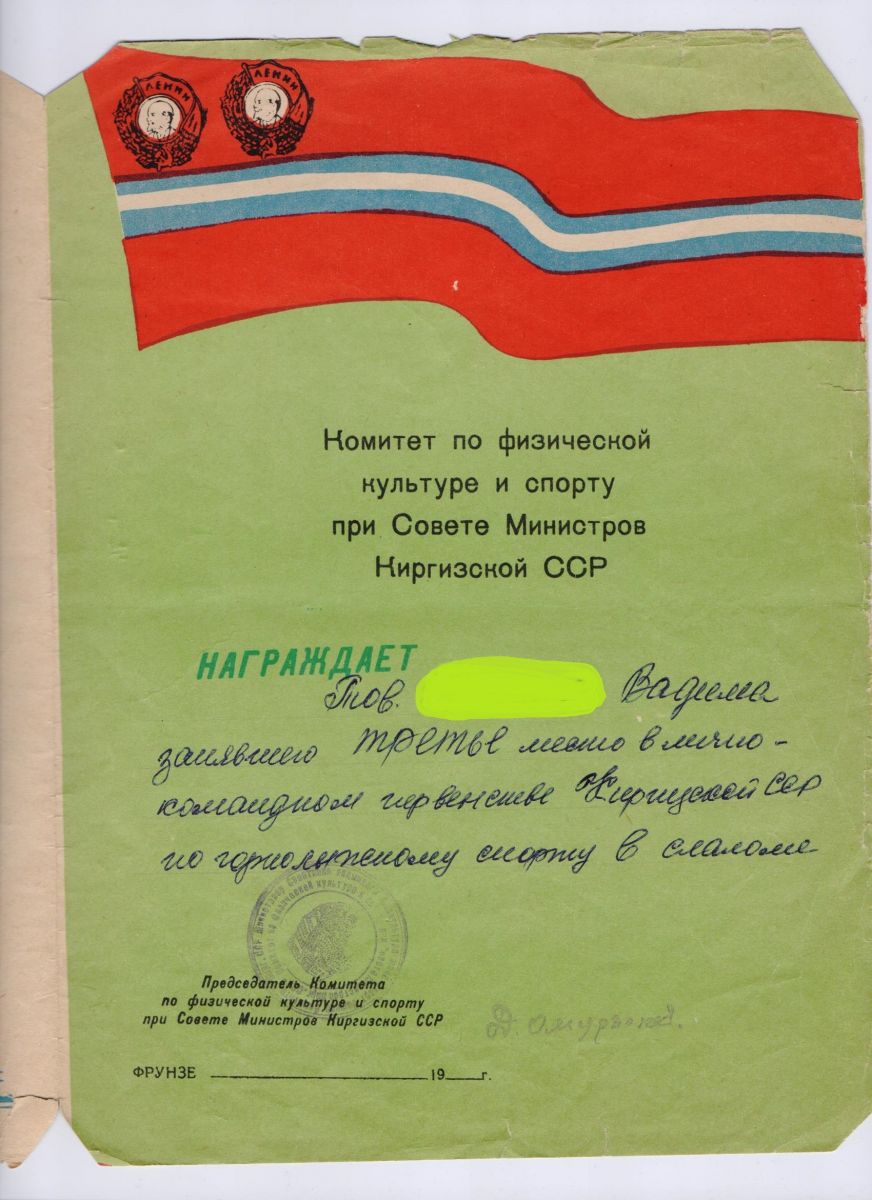 ЛЕНИН
ЛЕНИН
Комитет по физической
культуре и спорту
при Совете Министров
Киргизской ССР
НАГРАЖДАЕТ
Тов. Вадима
занявшего третье место в лично-
командном первенстве Киргизской ССР
по горнолыжному спорту в слаломе
Председатель Комитета
по физической культуре и спорту
при Совете Министров Киргизской ССР
ФРУНЗЕ 19 г.